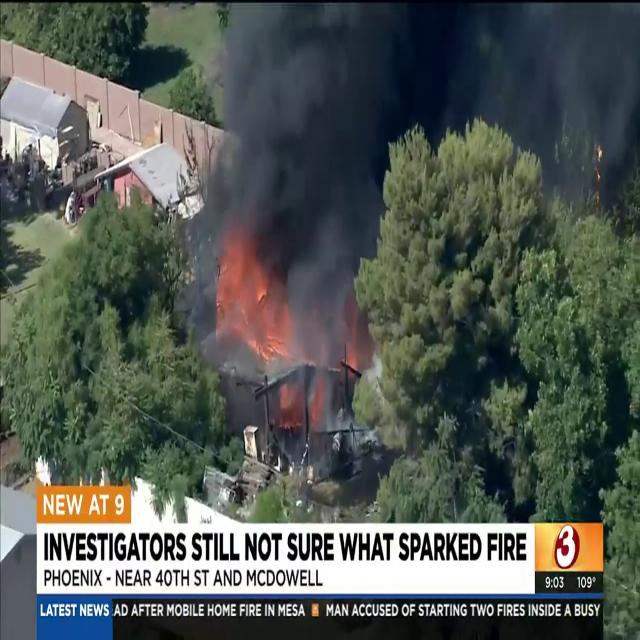 NEW AT 9
INVESTIGATORS STILL NOT SURE WHAT SPARKED FIRE
PHOENIX - NEAR 40TH ST AND MCDOWELL
3
9:03 109°
LATEST NEWS AD AFTER MOBILE HOME FIRE IN MESA 3 MAN ACCUSED OF STARTING TWO FIRES INSIDE A BUSY